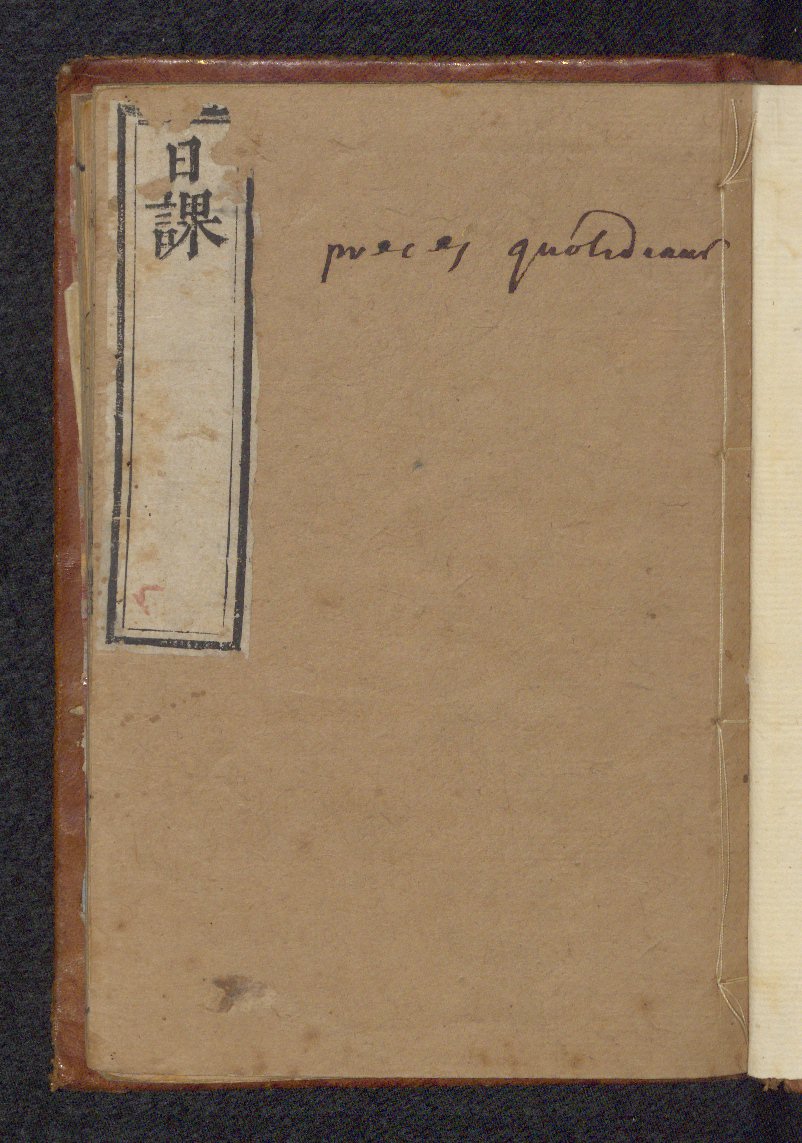 日課
preces quotidianae